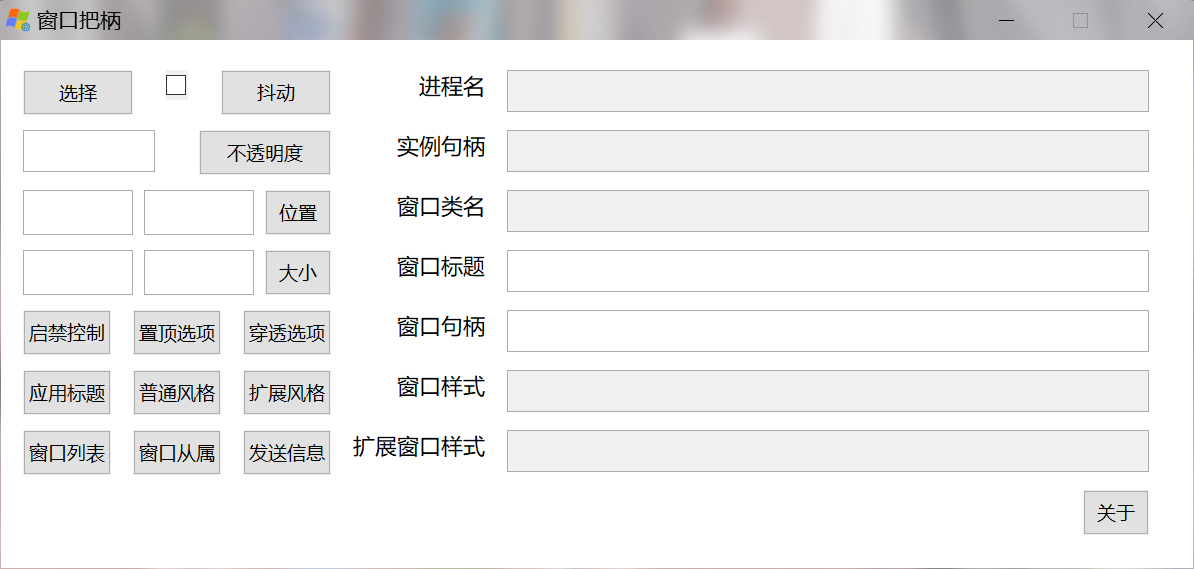 窗口把柄
选择 抖动 进程名
不透明度 实例句柄
位置 窗口类名
大小 窗口标题
启禁控制 置顶选项 穿透选项 窗口句柄
应用标题 普通风格 扩展风格 窗口样式
窗口列表 窗口从属 发送信息 扩展窗口样式
关于